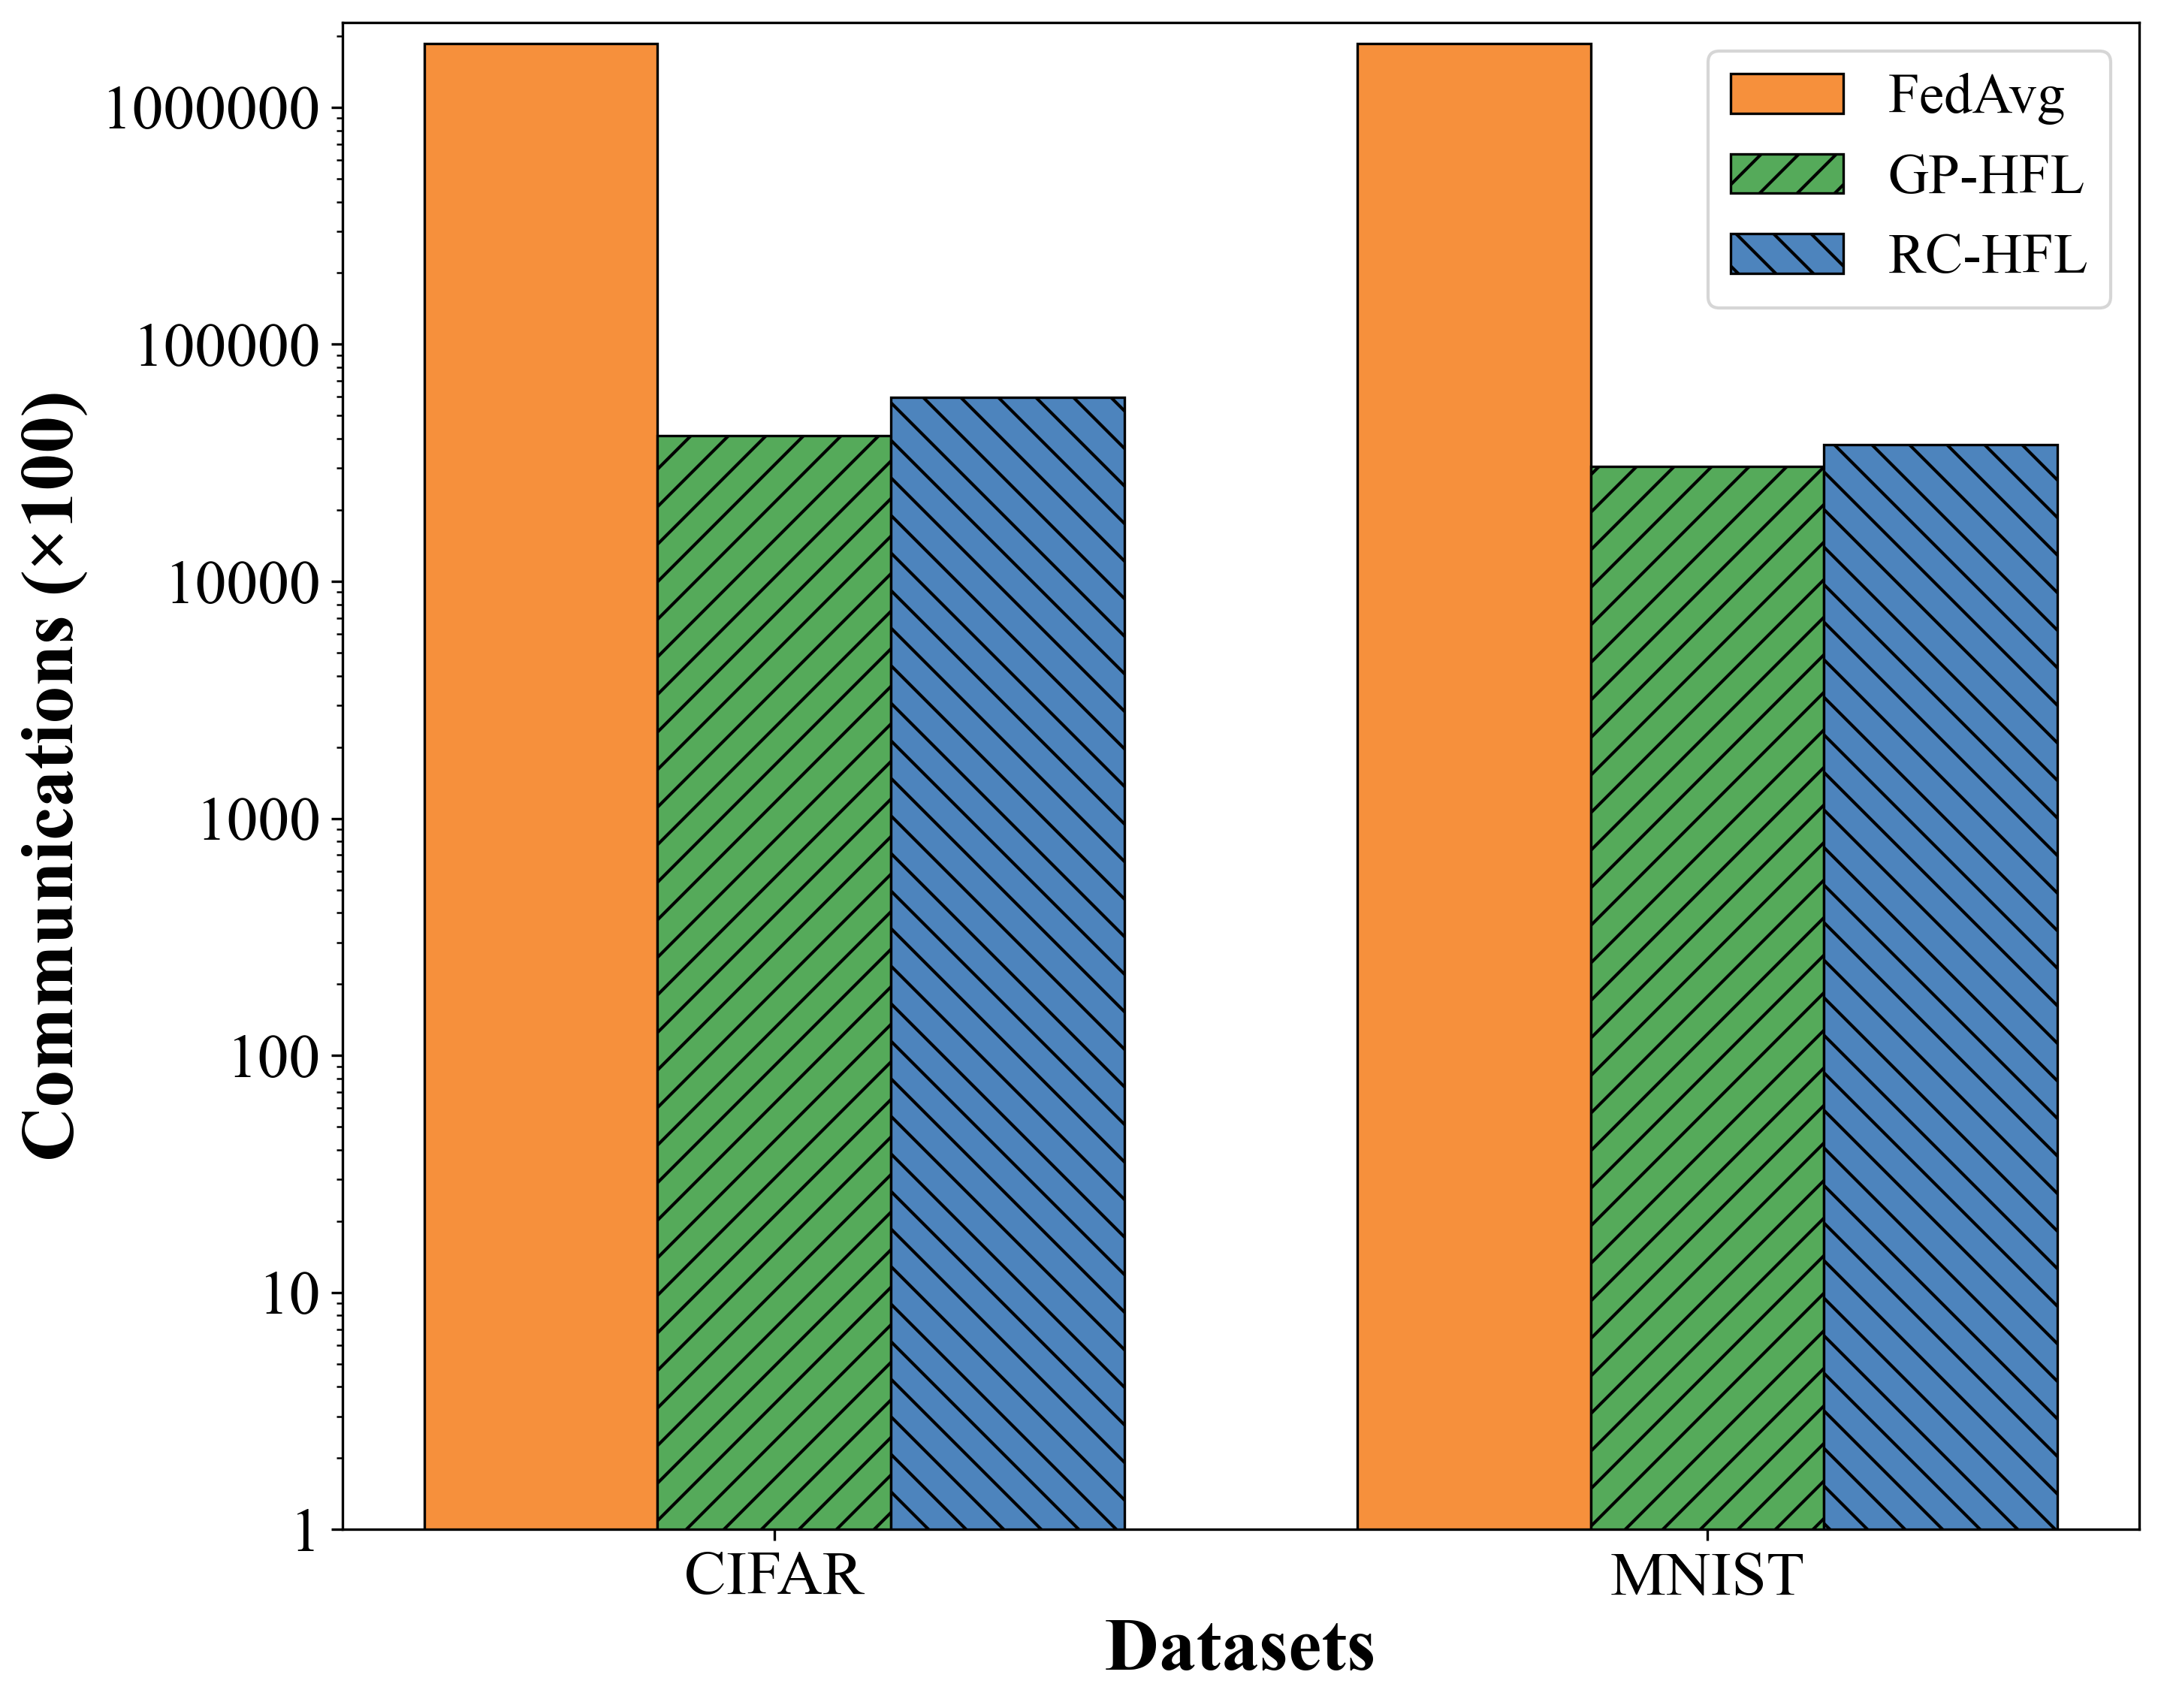 Communications (×100)
1000000
100000
10000
1000
100
10
1
FedAvg
GP-HFL
RC-HFL
CIFAR
MNIST
Datasets